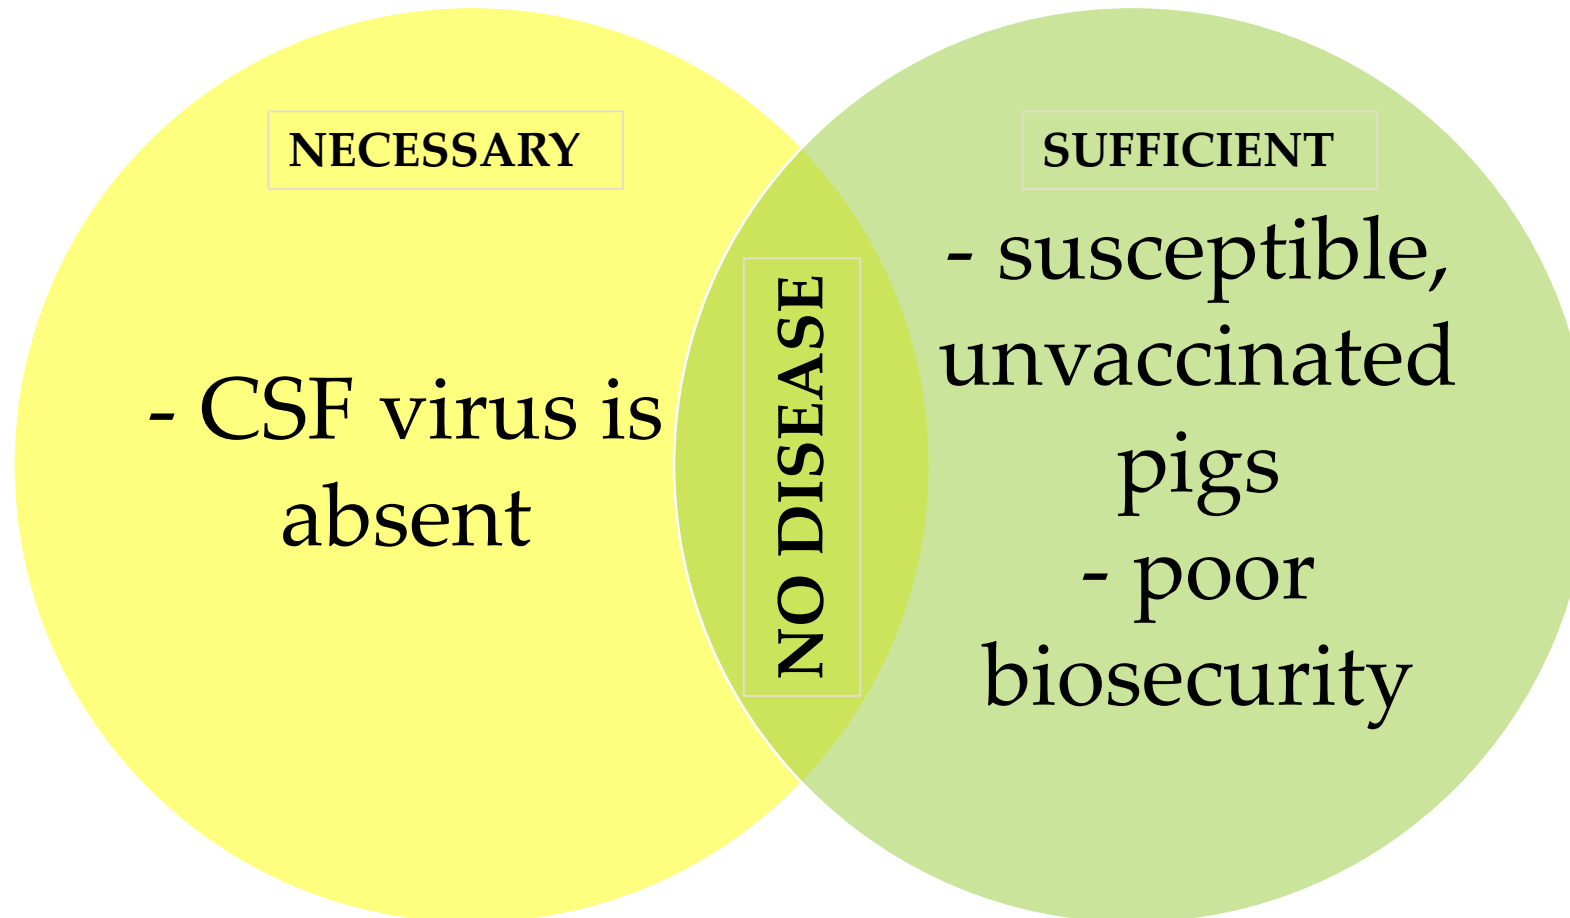 NECESSARY
- CSF virus is
absent
NO DISEASE
SUFFICIENT
- susceptible,
unvaccinated
pigs
- poor
biosecurity